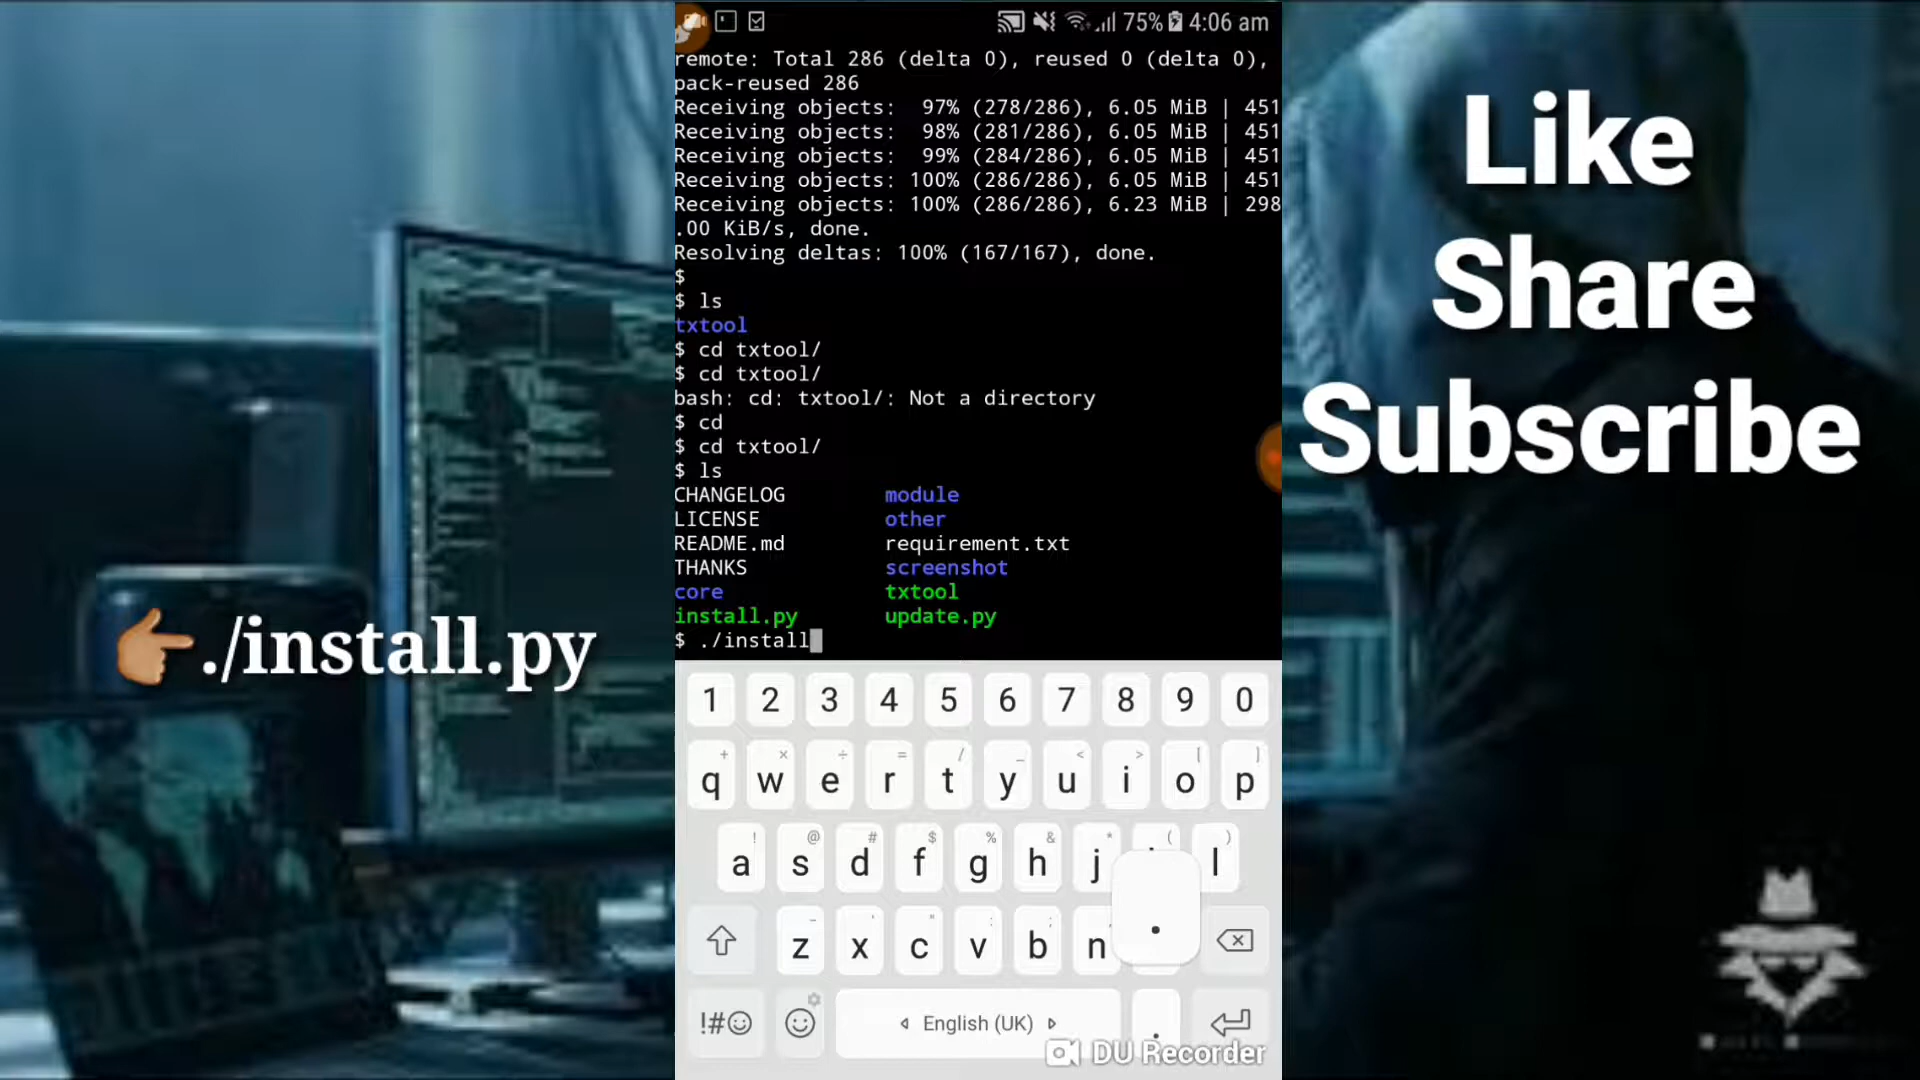 75% 4:06 am
remote: Total 286 (delta 0), reused 0 (delta 0),
pack-reused 286
Receiving objects:  97% (278/286), 6.05 MiB | 451
Receiving objects:  98% (281/286), 6.05 MiB | 451
Receiving objects:  99% (284/286), 6.05 MiB | 451
Receiving objects: 100% (286/286), 6.05 MiB | 451
Receiving objects: 100% (286/286), 6.23 MiB | 298
.00 KiB/s, done.
Resolving deltas: 100% (167/167), done.
$
$ ls
txtool
$ cd txtool/
$ cd txtool/
bash: cd: txtool/: Not a directory
$ cd
$ cd txtool/
$ ls
CHANGELOG module
LICENSE other
README.md requirement.txt
THANKS screenshot
core txtool
install.py update.py
$ ./install
./install.py
Like
Share
Subscribe
1 2 3 4 5 6 7 8 9 0
+ × ÷ = / _ < > [ ]
q w e r t y u i o p
! @ # $ % & * ( )
a s d f g h j l
- ' " : ;
z x c v b n .
!#☺ English (UK) .
DU Recorder